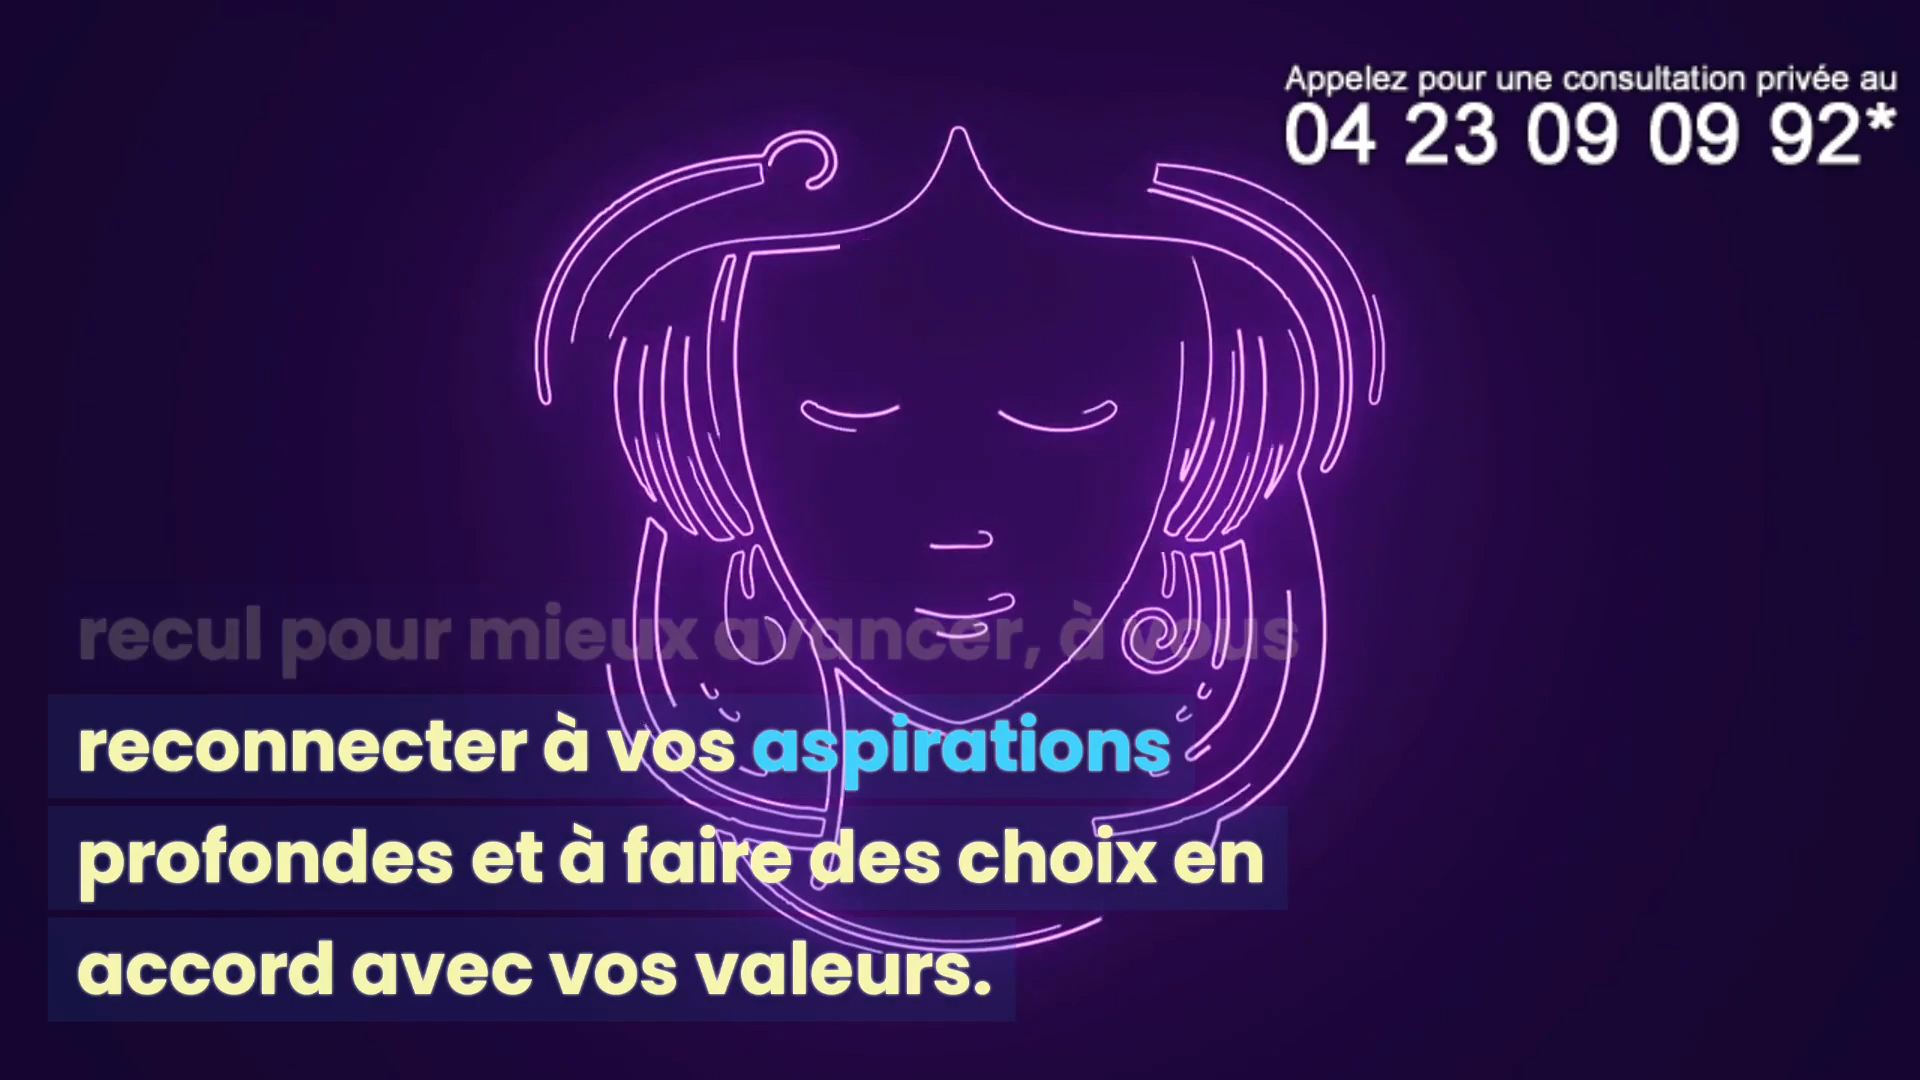 Appelez pour une consultation privée au
04 23 09 09 92*
recul pour mieux avancer, à vous
reconnecter à vos aspirations
profondes et à faire des choix en
accord avec vos valeurs.